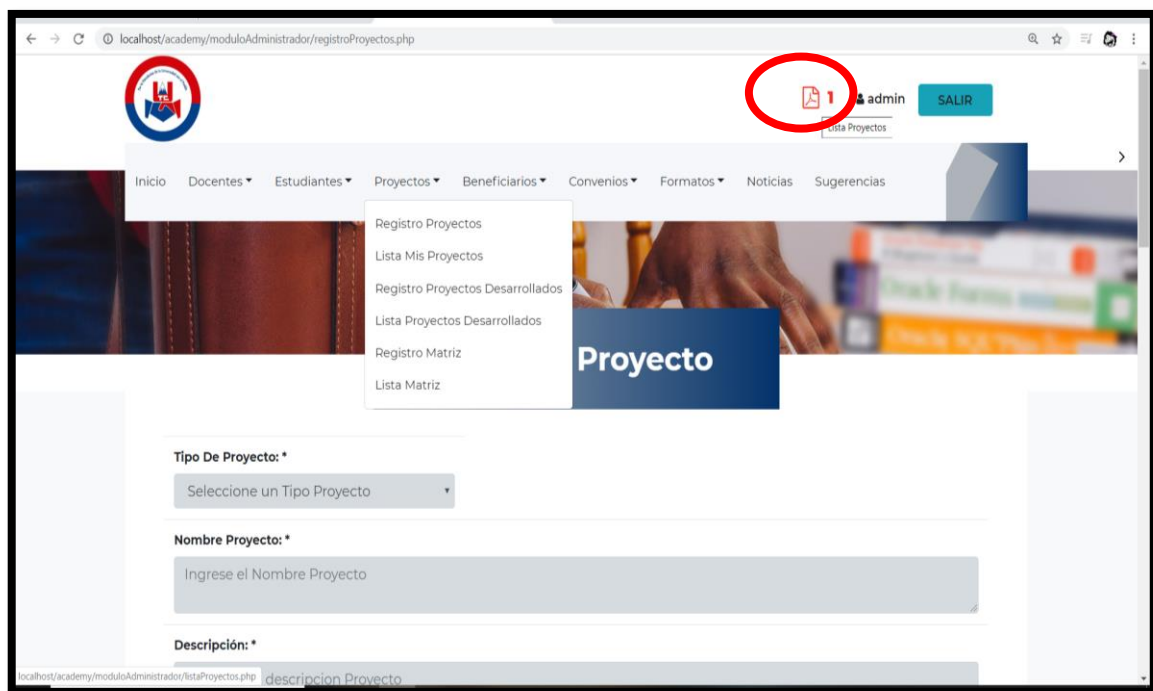 localhost/academy/moduloAdministrador/registroProyectos.php
1 admin SALIR
Lista Proyectos
Inicio Docentes Estudiantes Proyectos Beneficiarios Convenios Formatos Noticias Sugerencias
Registro Proyectos
Lista Mis Proyectos
Registro Proyectos Desarrollados
Lista Proyectos Desarrollados
Registro Matriz
Lista Matriz
Proyecto
Tipo De Proyecto: *
Seleccione un Tipo Proyecto
Nombre Proyecto: *
Ingrese el Nombre Proyecto
Descripción: *
descripcion Proyecto
localhost/academy/moduloAdministrador/listaProyectos.php